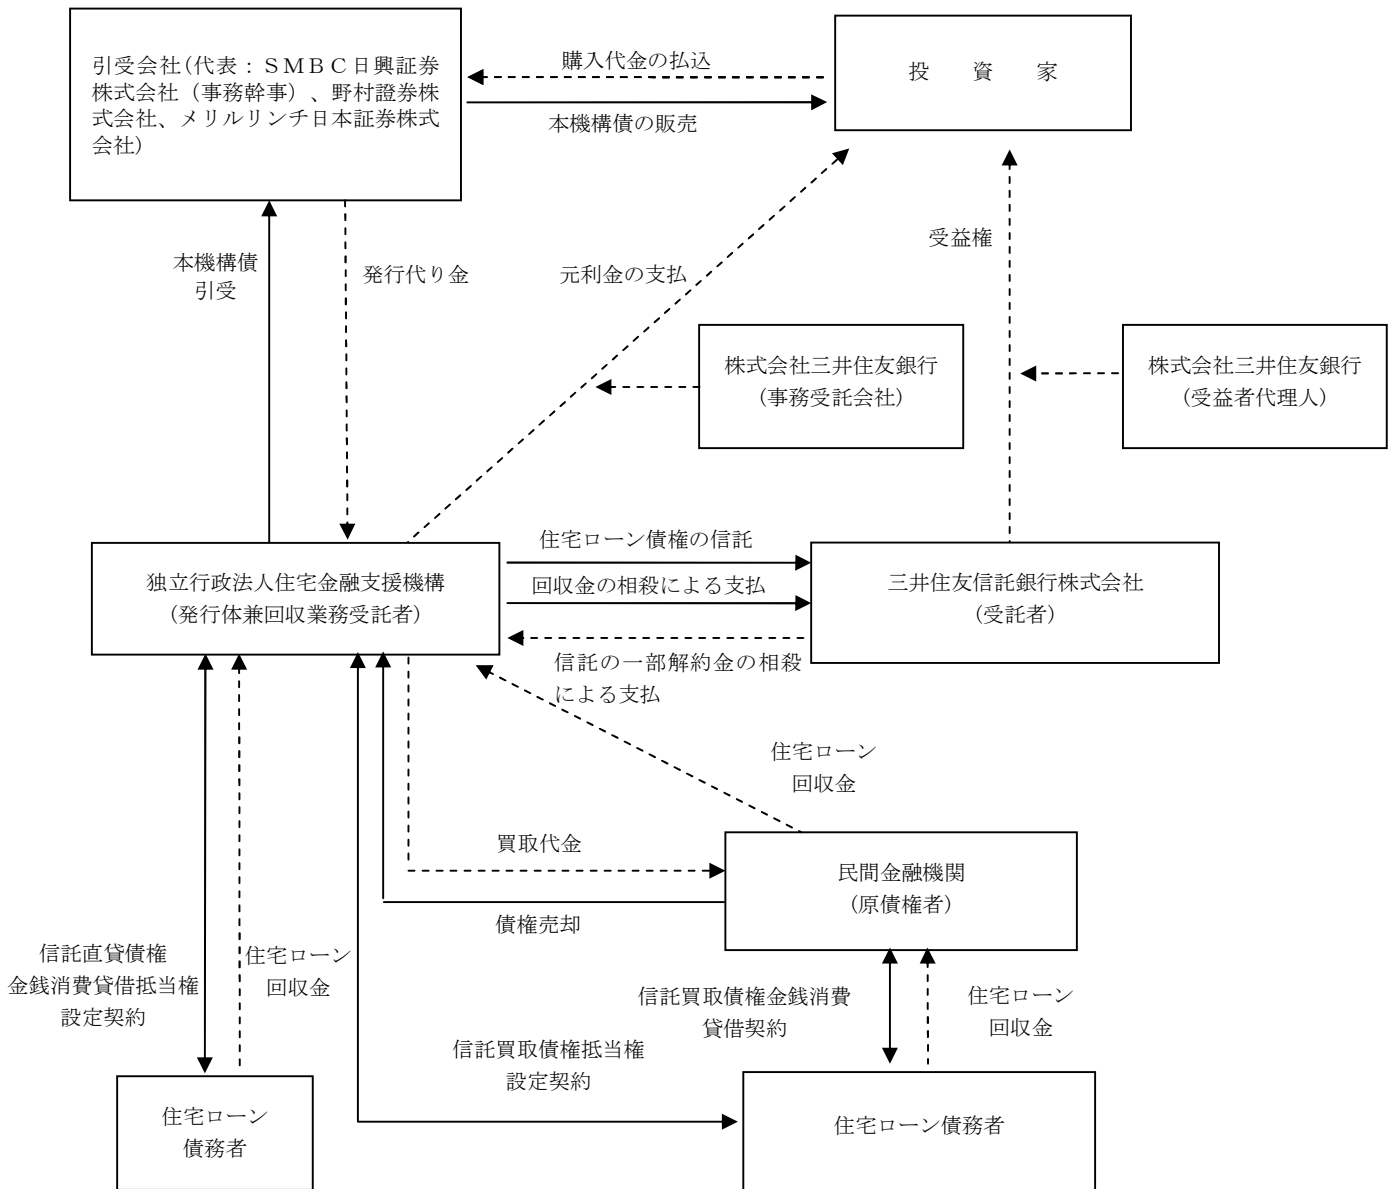 引受会社(代表：ＳＭＢＣ日興証券
株式会社（事務幹事）、野村證券株
式会社、メリルリンチ日本証券株式
会社)
購入代金の払込
本機構債の販売
投　資　家
本機構債
引受
発行代り金
元利金の支払
受益権
株式会社三井住友銀行
（事務受託会社）
株式会社三井住友銀行
（受益者代理人）
独立行政法人住宅金融支援機構
（発行体兼回収業務受託者）
住宅ローン債権の信託
回収金の相殺による支払
信託の一部解約金の相殺
による支払
三井住友信託銀行株式会社
（受託者）
住宅ローン
回収金
買取代金
債権売却
民間金融機関
（原債権者）
信託直貸債権
金銭消費貸借抵当権
設定契約
住宅ローン
回収金
信託買取債権金銭消費
貸借契約
住宅ローン
回収金
信託買取債権抵当権
設定契約
住宅ローン
債務者
住宅ローン債務者